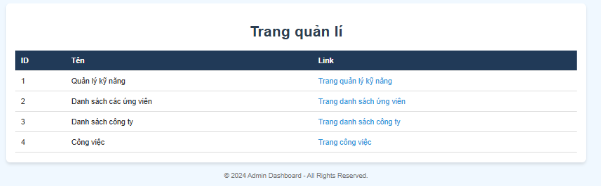 Trang quản lí
ID Tên Link
1 Quản lý kỹ năng Trang quản lý kỹ năng
2 Danh sách các ứng viên Trang danh sách ứng viên
3 Danh sách công ty Trang danh sách công ty
4 Công việc Trang công việc
© 2024 Admin Dashboard - All Rights Reserved.